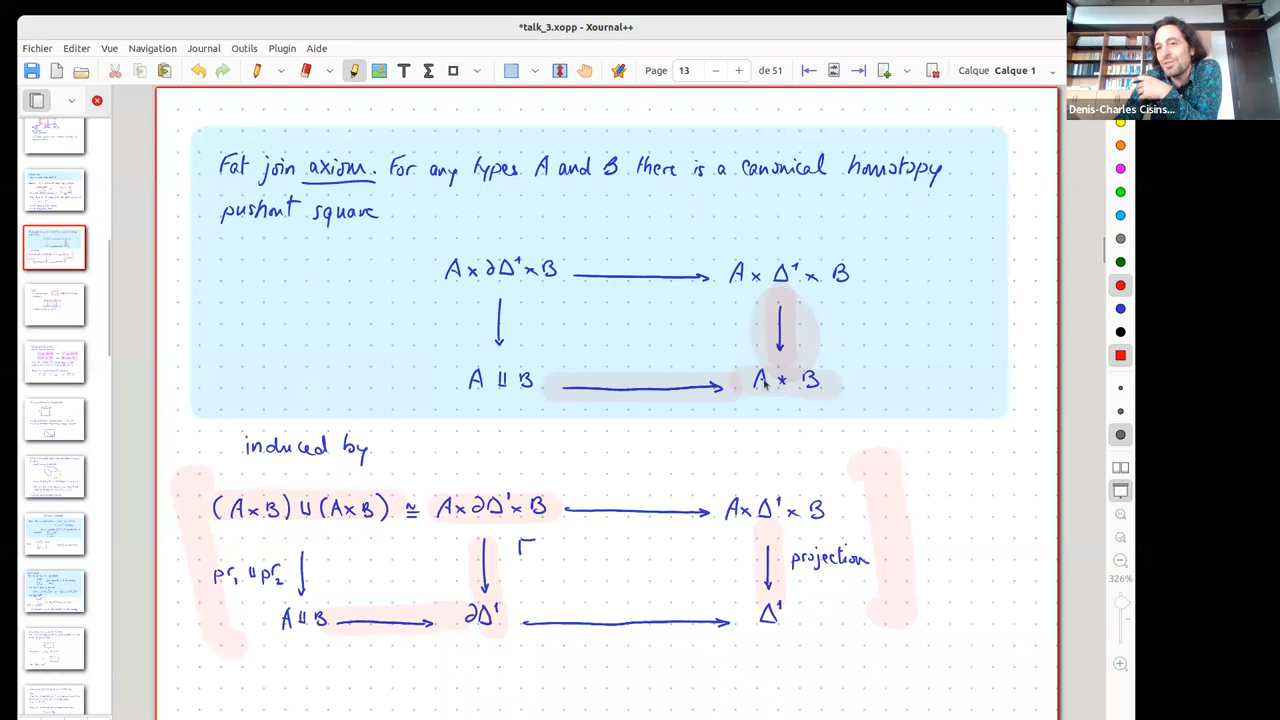 *talk_3.xopp - Xournal++
Fichier Editer Vue Navigation Journal Outils Plugin Aide
Page 13 de 51 Calque Calque 1
Denis-Charles Cisins...
Fat join axiom. For any types A and B there is a canonical homotopy
pushout square
A × ∂Δ¹ × B ⟶ A × Δ¹ × B
A ⨿ B ⟶ A * B
induced by
(A×B) ⨿ (A×B) ≅ A×∂Δ¹×B ⟶ A×Δ¹×B
pr₁ ⨿ pr₂ projection
A ⨿ B ⟶ ∂Δ¹ ⟶ Δ¹
326%